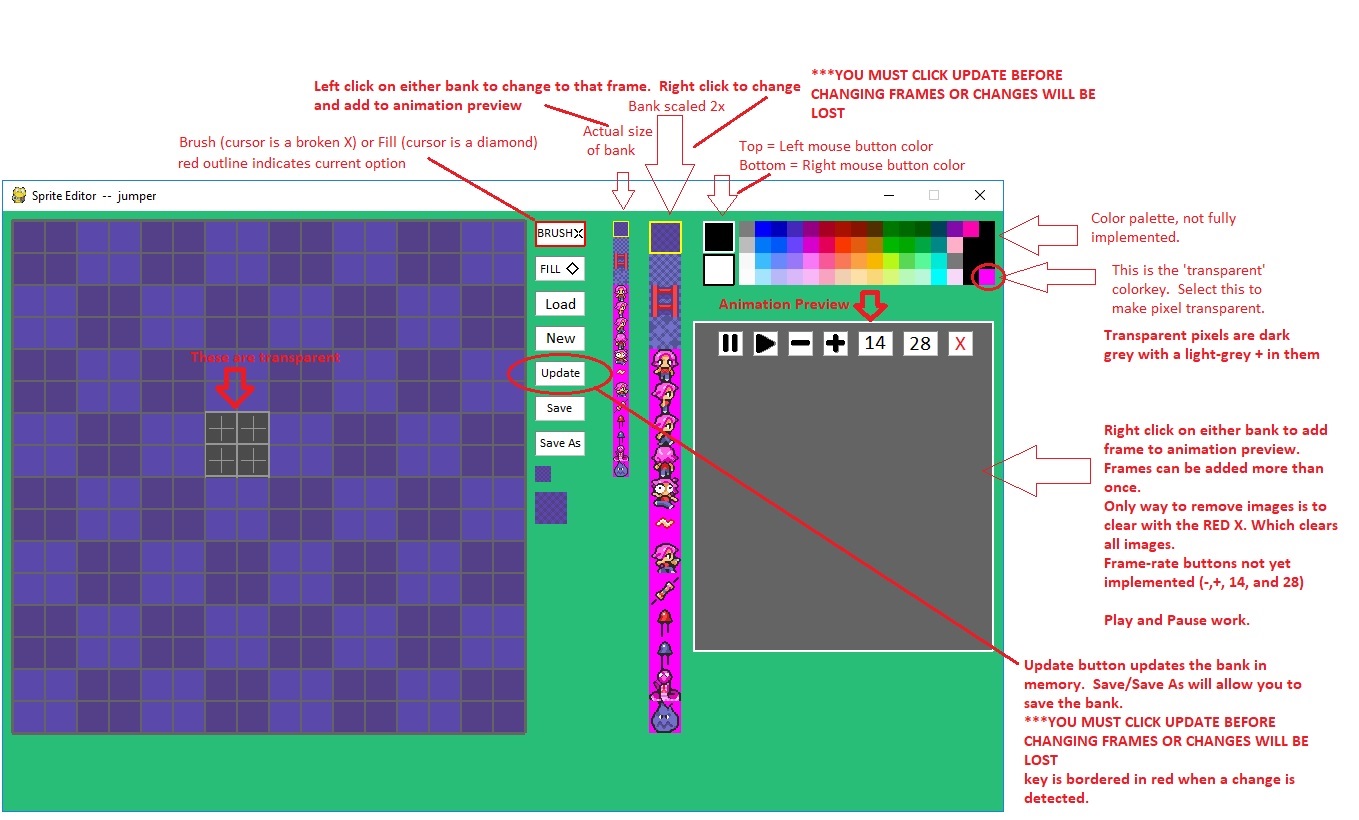 Left click on either bank to change to that frame.  Right click to change
and add to animation preview
***YOU MUST CLICK UPDATE BEFORE
CHANGING FRAMES OR CHANGES WILL BE
LOST
Bank scaled 2x
Actual size
of bank
Brush (cursor is a broken X) or Fill (cursor is a diamond)
red outline indicates current option
Top = Left mouse button color
Bottom = Right mouse button color
Sprite Editor -- jumper
BRUSH
FILL
Load
New
Update
Save
Save As
These are transparent
Animation Preview
14
28
X
Color palette, not fully
implemented.
This is the 'transparent'
colorkey.  Select this to
make pixel transparent.
Transparent pixels are dark
grey with a light-grey + in them
Right click on either bank to add
frame to animation preview.
Frames can be added more than
once.
Only way to remove images is to
clear with the RED X. Which clears
all images.
Frame-rate buttons not yet
implemented (-,+, 14, and 28)
Play and Pause work.
Update button updates the bank in
memory.  Save/Save As will allow you to
save the bank.
***YOU MUST CLICK UPDATE BEFORE
CHANGING FRAMES OR CHANGES WILL BE
LOST
key is bordered in red when a change is
detected.